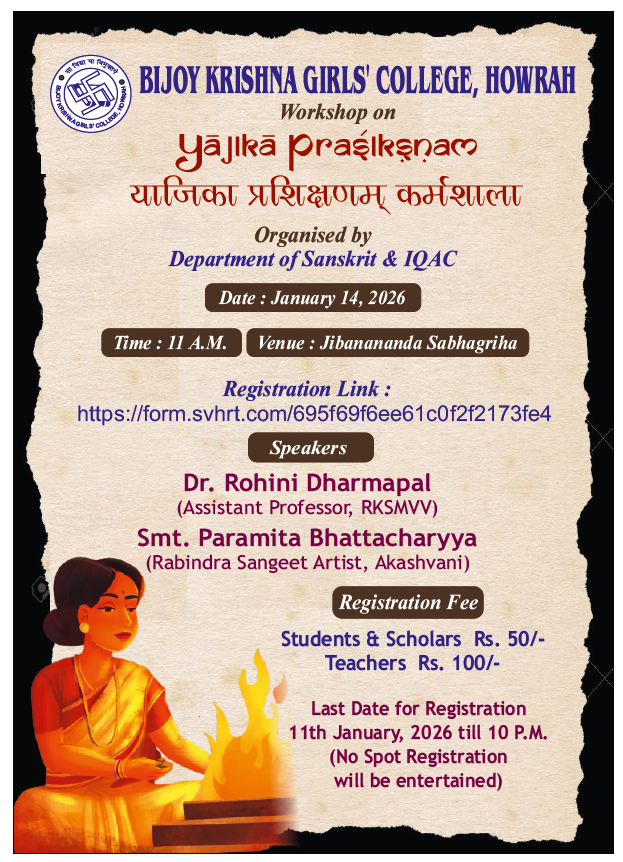 सा विद्या या विमुक्तये
BIJOY KRISHNA GIRLS' COLLEGE, HOWRAH
BIJOY KRISHNA GIRLS' COLLEGE, HOWRAH
Workshop on
Yājikā Praśikṣṇam
याजिका प्रशिक्षणम् कर्मशाला
Organised by
Department of Sanskrit & IQAC
Date : January 14, 2026
Time : 11 A.M. Venue : Jibanananda Sabhagriha
Registration Link :
https://form.svhrt.com/695f69f6ee61c0f2f2173fe4
Speakers
Dr. Rohini Dharmapal
(Assistant Professor, RKSMVV)
Smt. Paramita Bhattacharyya
(Rabindra Sangeet Artist, Akashvani)
Registration Fee
Students & Scholars Rs. 50/-
Teachers Rs. 100/-
Last Date for Registration
11th January, 2026 till 10 P.M.
(No Spot Registration
will be entertained)